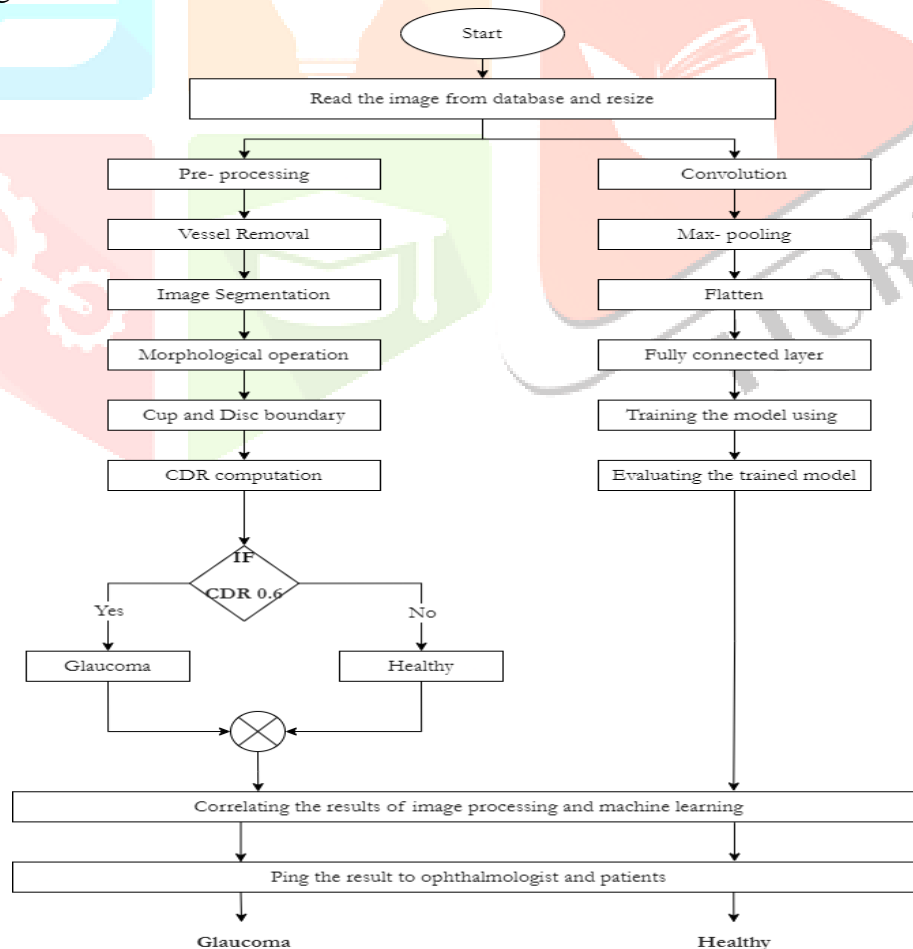 Start
Read the image from database and resize
Pre- processing
Convolution
Vessel Removal
Max- pooling
Image Segmentation
Flatten
Morphological operation
Fully connected layer
Cup and Disc boundary
Training the model using
CDR computation
Evaluating the trained model
IF
CDR 0.6
Yes
No
Glaucoma
Healthy
Correlating the results of image processing and machine learning
Ping the result to ophthalmologist and patients
Glaucoma
Healthy